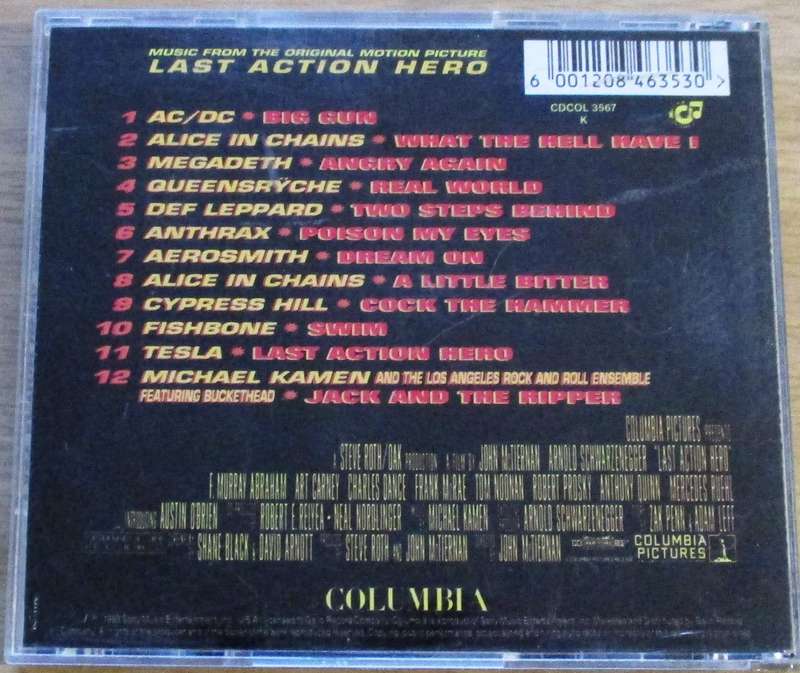 MUSIC FROM THE ORIGINAL MOTION PICTURE
LAST ACTION HERO
6 001208 463530 >
CDCOL 3567
K
1 AC/DC * BIG GUN
2 ALICE IN CHAINS * WHAT THE HELL HAVE I
3 MEGADETH * ANGRY AGAIN
4 QUEENSRŸCHE * REAL WORLD
5 DEF LEPPARD * TWO STEPS BEHIND
6 ANTHRAX * POISON MY EYES
7 AEROSMITH * DREAM ON
8 ALICE IN CHAINS * A LITTLE BITTER
9 CYPRESS HILL * COCK THE HAMMER
10 FISHBONE * SWIM
11 TESLA * LAST ACTION HERO
12 MICHAEL KAMEN AND THE LOS ANGELES ROCK AND ROLL ENSEMBLE
FEATURING BUCKETHEAD * JACK AND THE RIPPER
COLUMBIA PICTURES PRESENTS
A STEVE ROTH/OAK PRODUCTION A FILM BY JOHN McTIERNAN ARNOLD SCHWARZENEGGER "LAST ACTION HERO"
F. MURRAY ABRAHAM ART CARNEY CHARLES DANCE FRANK McRAE TOM NOONAN ROBERT PROSKY ANTHONY QUINN MERCEDES RUEHL
INTRODUCING AUSTIN O'BRIEN ROBERT E. RELYEA • NEAL NORDLINGER MICHAEL KAMEN ARNOLD SCHWARZENEGGER ZAK PENN & ADAM LEFF
SHANE BLACK & DAVID ARNOTT STEVE ROTH AND JOHN McTIERNAN JOHN McTIERNAN COLUMBIA PICTURES
COLUMBIA